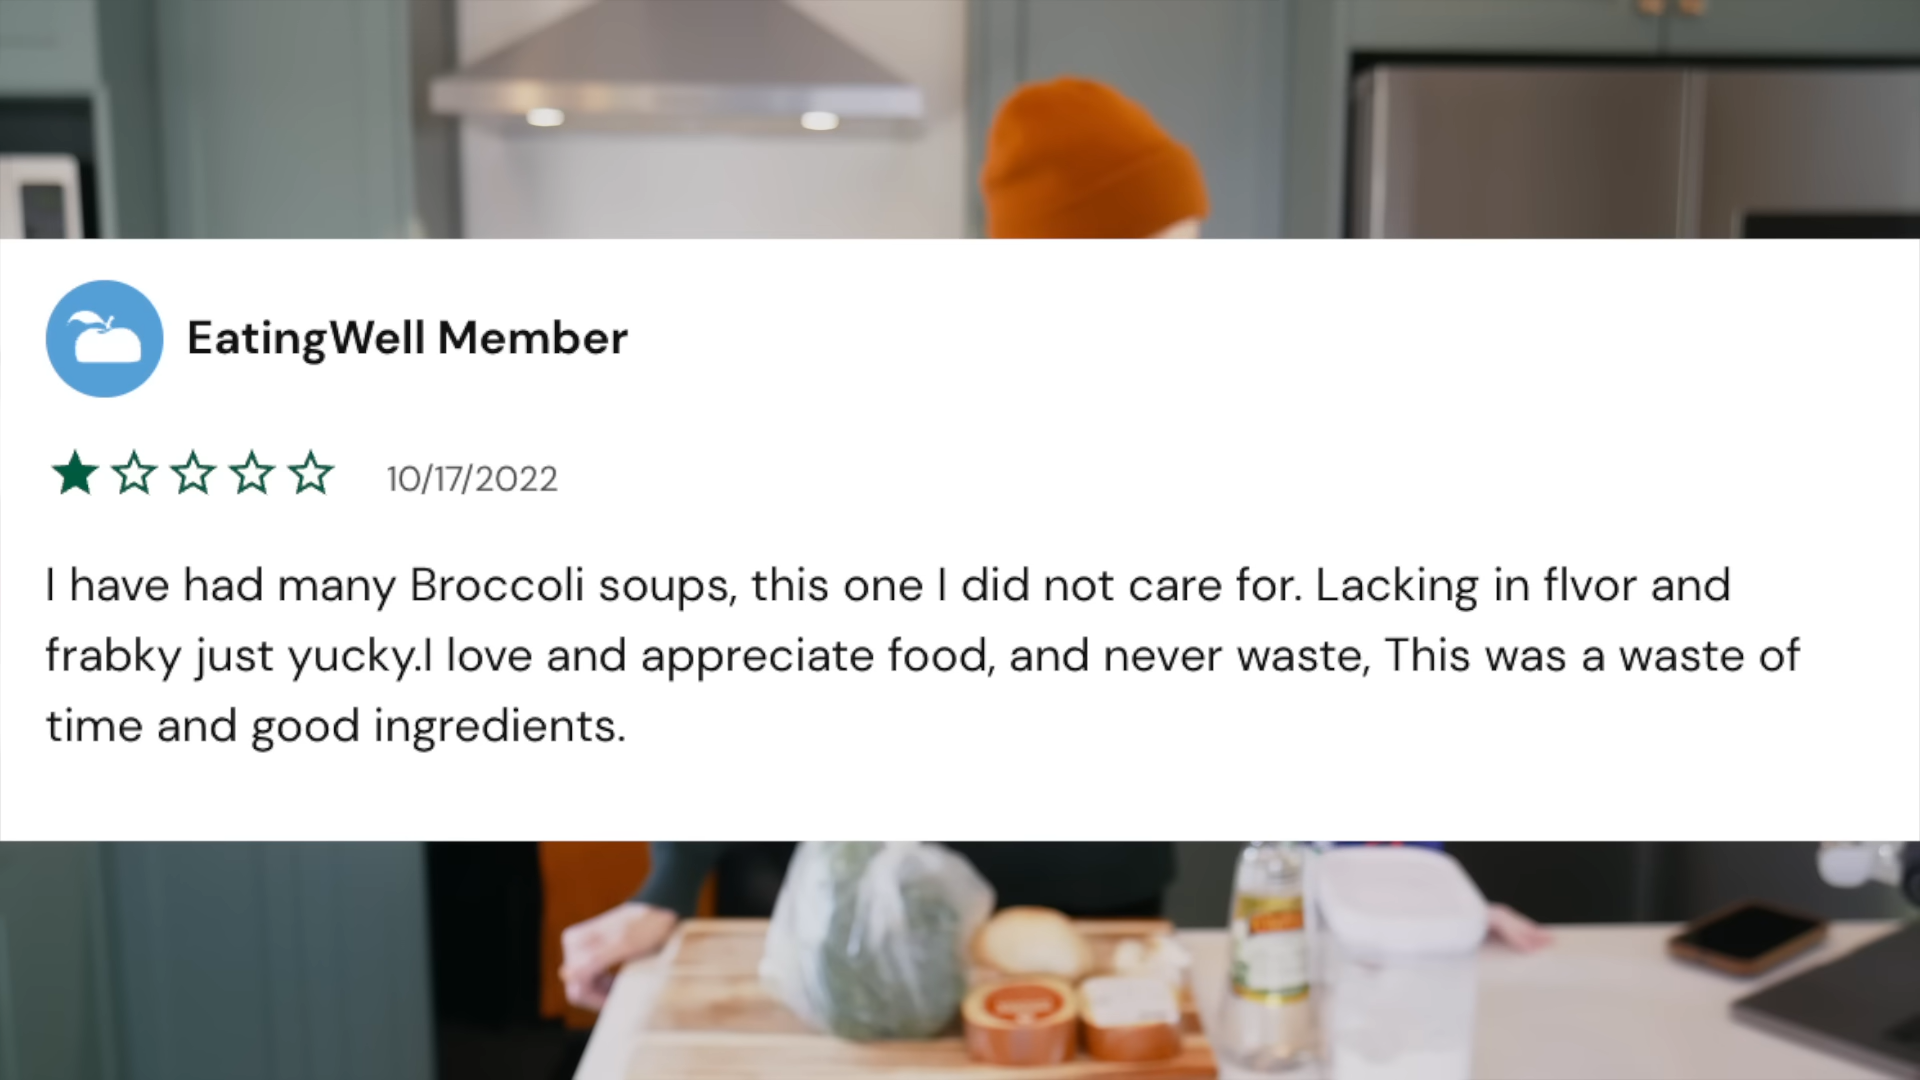 EatingWell Member
10/17/2022
I have had many Broccoli soups, this one I did not care for. Lacking in flvor and
frabky just yucky.I love and appreciate food, and never waste, This was a waste of
time and good ingredients.